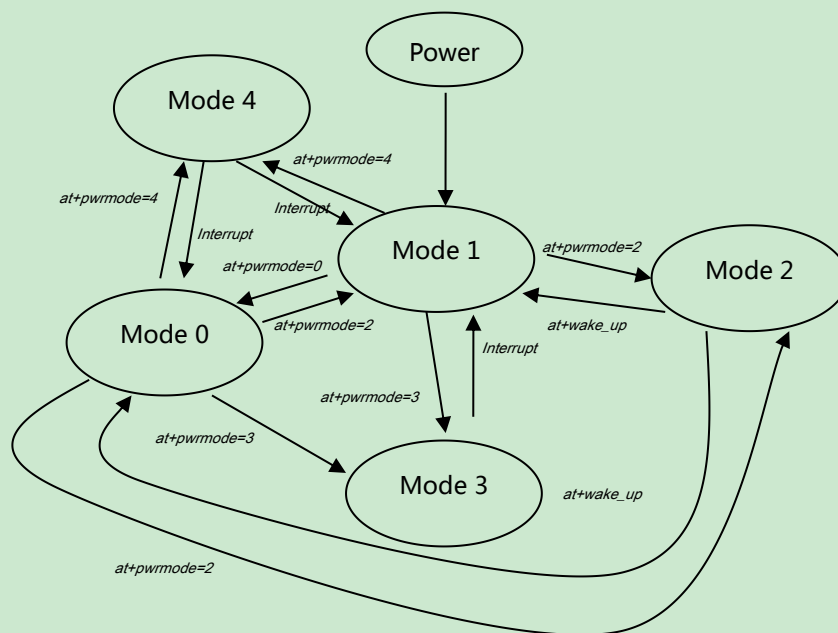 Power
Mode 4
at+pwrmode=4
at+pwrmode=4
Interrupt
Interrupt
Mode 1
at+pwrmode=2
Mode 2
at+pwrmode=0
at+pwrmode=2
at+wake_up
Mode 0
Interrupt
at+pwrmode=3
at+pwrmode=3
Mode 3
at+wake_up
at+pwrmode=2